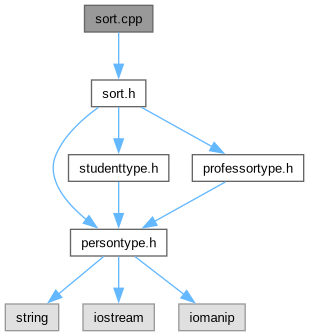 sort.cpp
sort.h
studenttype.h
professortype.h
persontype.h
string
iostream
iomanip